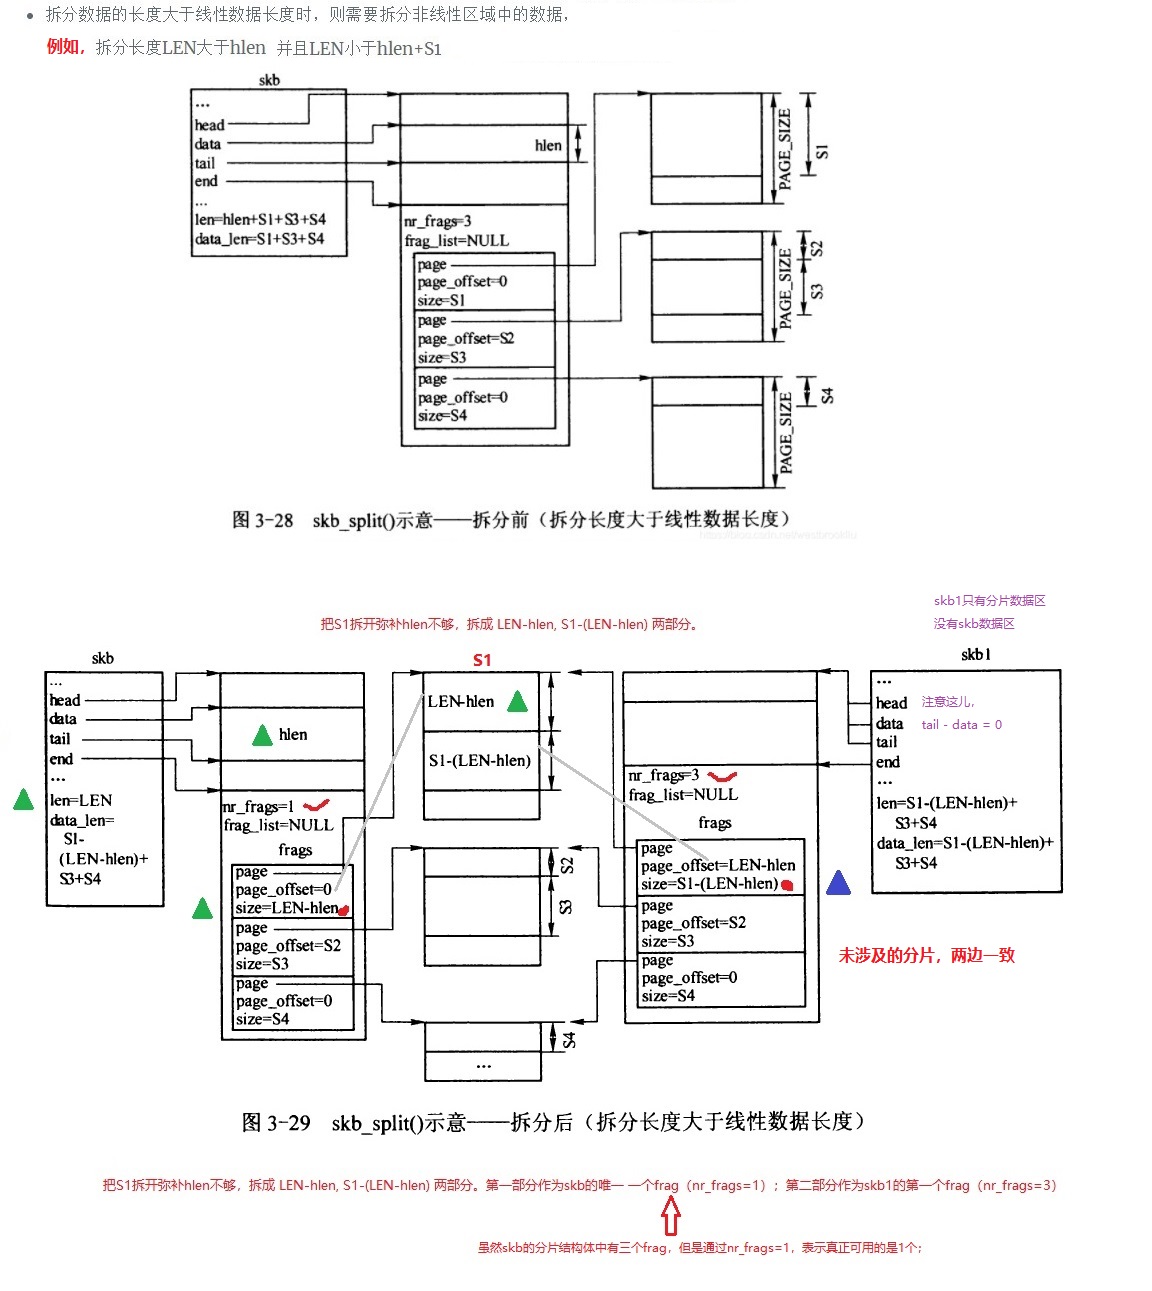 • 拆分数据的长度大于线性数据长度时，则需要拆分非线性区域中的数据，
例如，拆分长度LEN大于hlen 并且LEN小于hlen+S1
skb
...
head
data
tail
end
...
len=hlen+S1+S3+S4
data_len=S1+S3+S4
hlen
nr_frags=3
frag_list=NULL
page
page_offset=0
size=S1
page
page_offset=S2
size=S3
page
page_offset=0
size=S4
PAGE_SIZE
S1
PAGE_SIZE
S2
S3
PAGE_SIZE
S4
图 3-28 skb_split()示意——拆分前（拆分长度大于线性数据长度）
skb1只有分片数据区
没有skb数据区
把S1拆开弥补hlen不够，拆成 LEN-hlen, S1-(LEN-hlen) 两部分。
skb
...
head
data
tail
end
...
len=LEN
data_len=
S1-
(LEN-hlen)+
S3+S4
hlen
nr_frags=1
frag_list=NULL
frags
page
page_offset=0
size=LEN-hlen
page
page_offset=S2
size=S3
page
page_offset=0
size=S4
S1
LEN-hlen
S1-(LEN-hlen)
S2
S3
S4
...
nr_frags=3
frag_list=NULL
frags
page
page_offset=LEN-hlen
size=S1-(LEN-hlen)
page
page_offset=S2
size=S3
page
page_offset=0
size=S4
skb1
...
head
data
tail
end
...
len=S1-(LEN-hlen)+
S3+S4
data_len=S1-(LEN-hlen)+
S3+S4
注意这儿，
tail - data = 0
未涉及的分片，两边一致
图 3-29 skb_split()示意——拆分后（拆分长度大于线性数据长度）
把S1拆开弥补hlen不够，拆成 LEN-hlen, S1-(LEN-hlen) 两部分。第一部分作为skb的唯一 一个frag（nr_frags=1）；第二部分作为skb1的第一个frag（nr_frags=3）
虽然skb的分片结构体中有三个frag，但是通过nr_frags=1，表示真正可用的是1个；